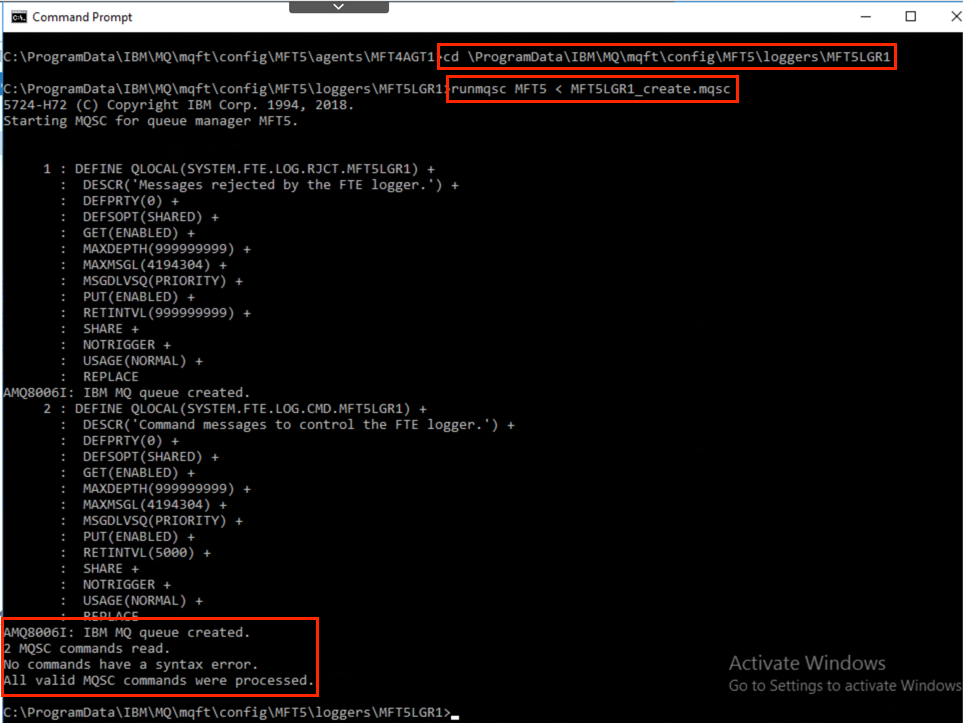 Command Prompt
C:\ProgramData\IBM\MQ\mqft\config\MFT5\agents\MFT4AGT1>cd \ProgramData\IBM\MQ\mqft\config\MFT5\loggers\MFT5LGR1
C:\ProgramData\IBM\MQ\mqft\config\MFT5\loggers\MFT5LGR1>runmqsc MFT5 < MFT5LGR1_create.mqsc
5724-H72 (C) Copyright IBM Corp. 1994, 2018.
Starting MQSC for queue manager MFT5.
1 : DEFINE QLOCAL(SYSTEM.FTE.LOG.RJCT.MFT5LGR1) +
: DESCR('Messages rejected by the FTE logger.') +
: DEFPRTY(0) +
: DEFSOPT(SHARED) +
: GET(ENABLED) +
: MAXDEPTH(999999999) +
: MAXMSGL(4194304) +
: MSGDLVSQ(PRIORITY) +
: PUT(ENABLED) +
: RETINTVL(999999999) +
: SHARE +
: NOTRIGGER +
: USAGE(NORMAL) +
: REPLACE
AMQ8006I: IBM MQ queue created.
2 : DEFINE QLOCAL(SYSTEM.FTE.LOG.CMD.MFT5LGR1) +
: DESCR('Command messages to control the FTE logger.') +
: DEFPRTY(0) +
: DEFSOPT(SHARED) +
: GET(ENABLED) +
: MAXDEPTH(999999999) +
: MAXMSGL(4194304) +
: MSGDLVSQ(PRIORITY) +
: PUT(ENABLED) +
: RETINTVL(5000) +
: SHARE +
: NOTRIGGER +
: USAGE(NORMAL) +
: REPLACE
AMQ8006I: IBM MQ queue created.
2 MQSC commands read.
No commands have a syntax error.
All valid MQSC commands were processed.
Activate Windows
Go to Settings to activate Windows
C:\ProgramData\IBM\MQ\mqft\config\MFT5\loggers\MFT5LGR1>